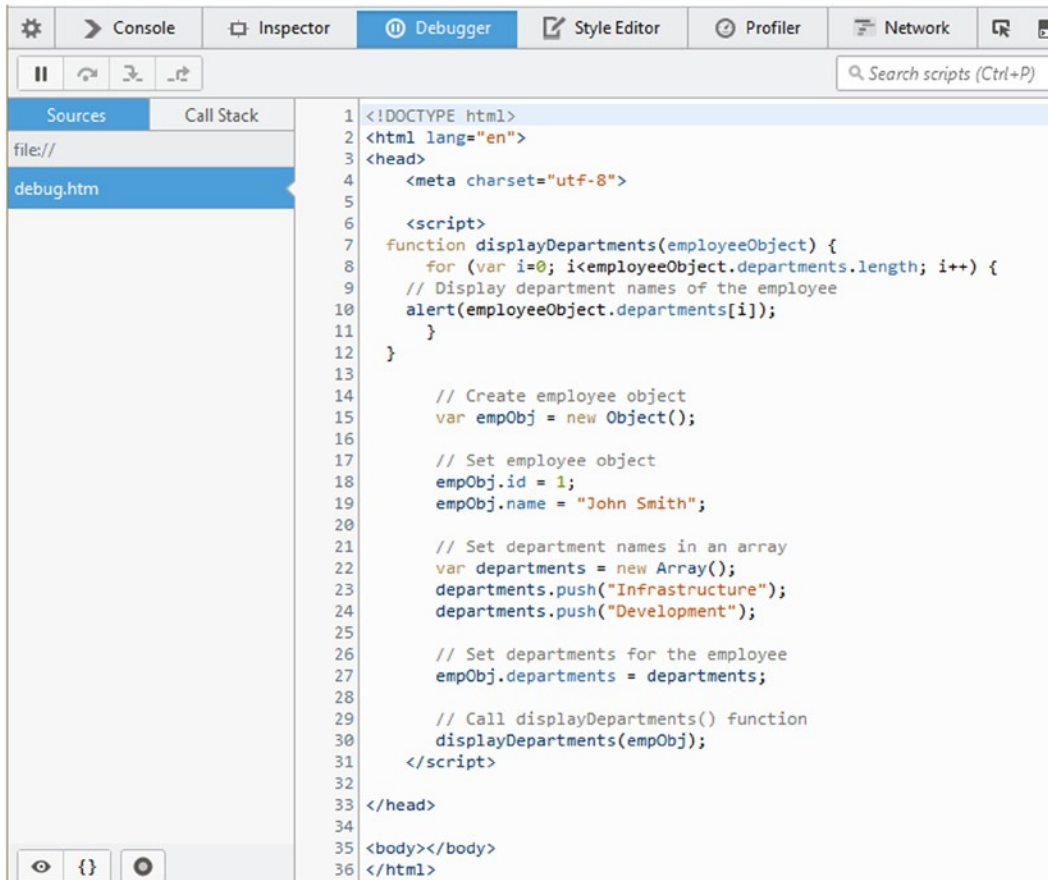 Console Inspector Debugger Style Editor Profiler Network
Search scripts (Ctrl+P)
Sources Call Stack
file://
debug.htm
1 <!DOCTYPE html>
2 <html lang="en">
3 <head>
4     <meta charset="utf-8">
5
6     <script>
7   function displayDepartments(employeeObject) {
8       for (var i=0; i<employeeObject.departments.length; i++) {
9     // Display department names of the employee
10     alert(employeeObject.departments[i]);
11       }
12   }
13
14        // Create employee object
15        var empObj = new Object();
16
17        // Set employee object
18        empObj.id = 1;
19        empObj.name = "John Smith";
20
21        // Set department names in an array
22        var departments = new Array();
23        departments.push("Infrastructure");
24        departments.push("Development");
25
26        // Set departments for the employee
27        empObj.departments = departments;
28
29        // Call displayDepartments() function
30        displayDepartments(empObj);
31     </script>
32
33 </head>
34
35 <body></body>
36 </html>
{}